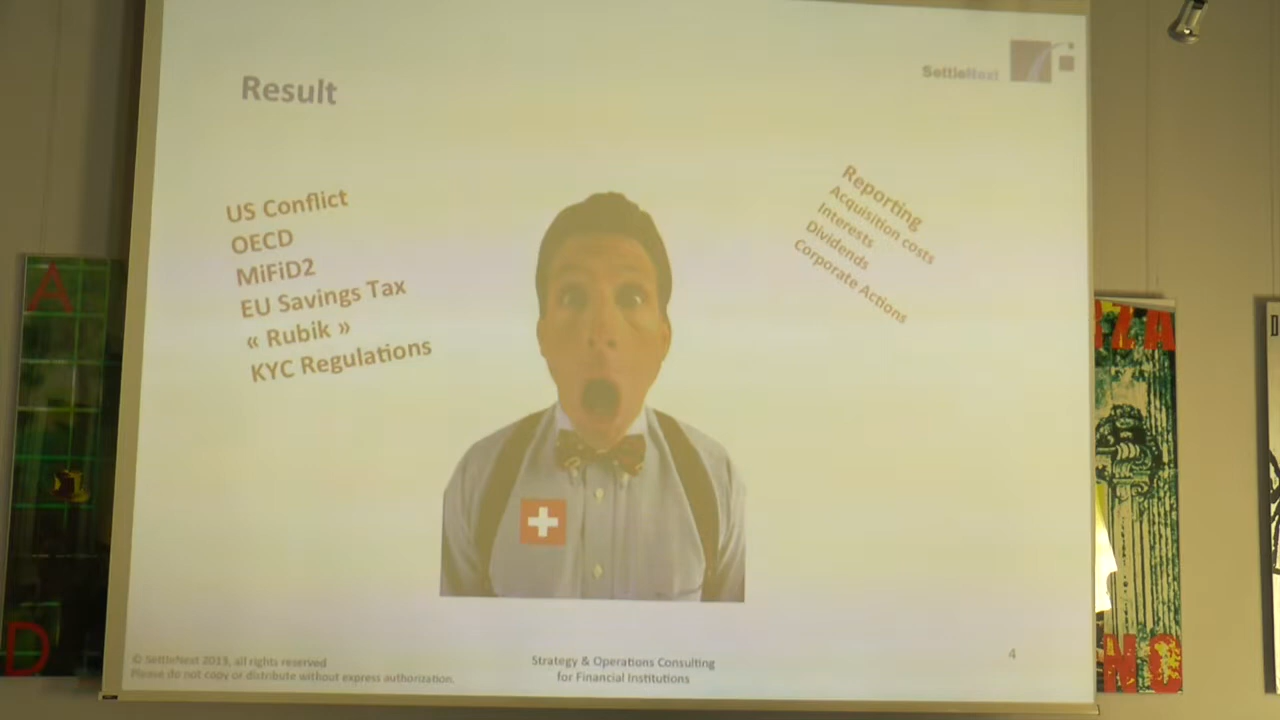 Result
SettleNext
US Conflict
OECD
MiFiD2
EU Savings Tax
« Rubik »
KYC Regulations
Reporting
Acquisition costs
Interests
Dividends
Corporate Actions
© SettleNext 2013, all rights reserved
Please do not copy or distribute without express authorization.
Strategy & Operations Consulting
for Financial Institutions
4
A
D
ZA
NO